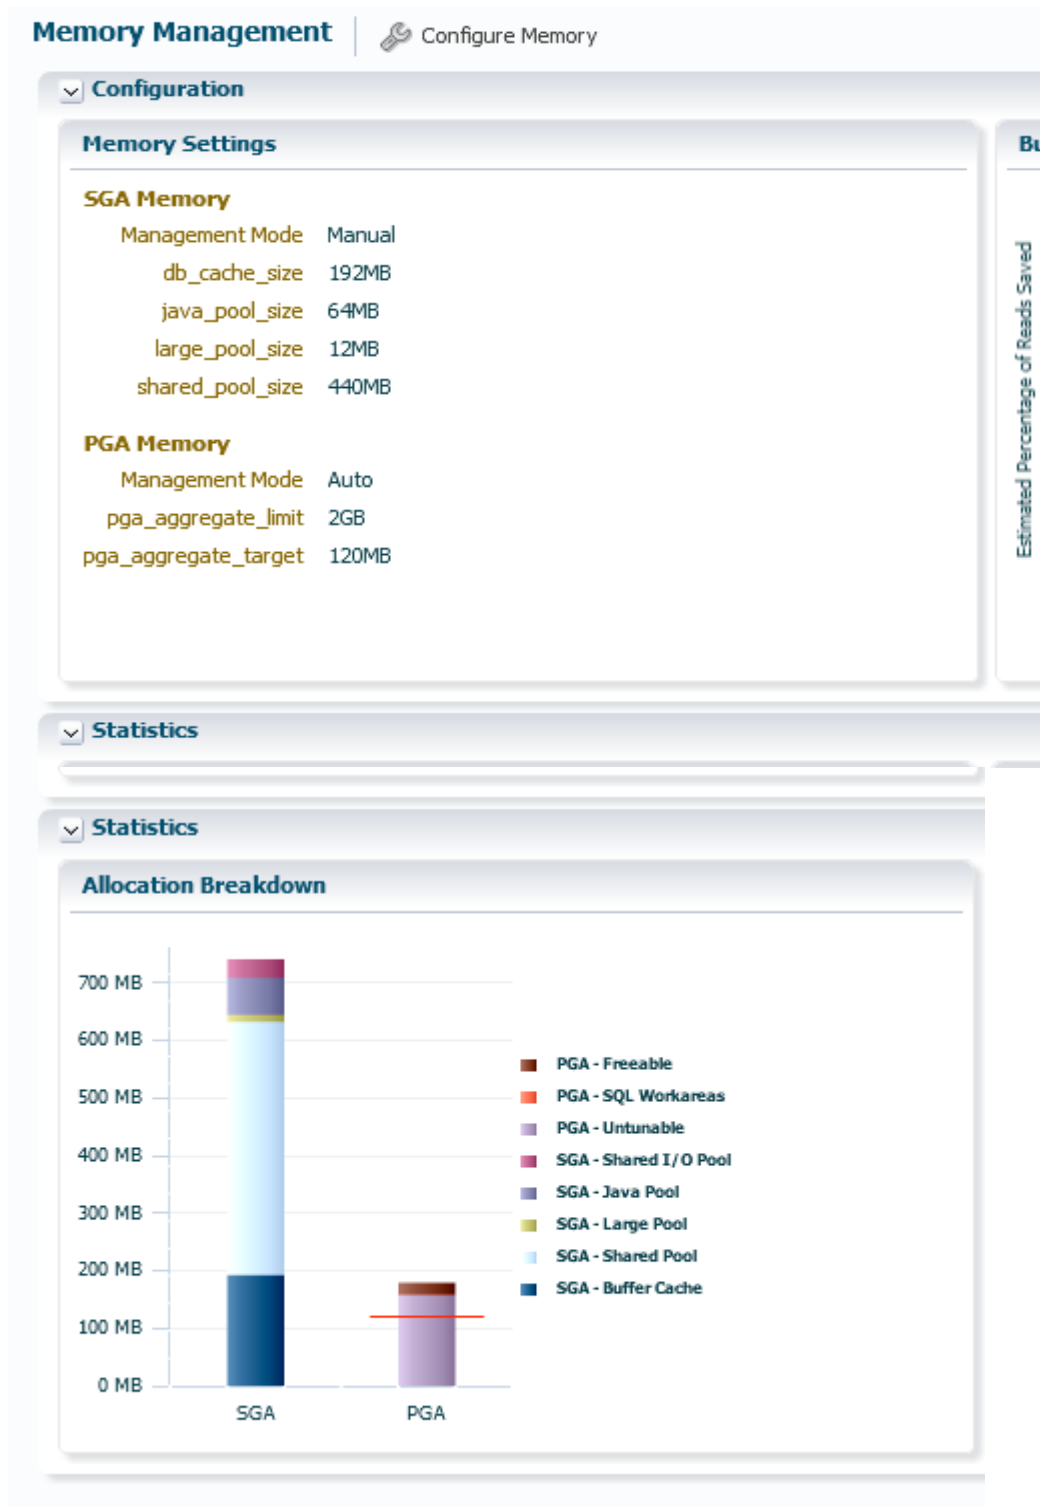 Memory Management Configure Memory
Configuration
Memory Settings
SGA Memory
Management Mode Manual
db_cache_size 192MB
java_pool_size 64MB
large_pool_size 12MB
shared_pool_size 440MB
PGA Memory
Management Mode Auto
pga_aggregate_limit 2GB
pga_aggregate_target 120MB
Bu
Estimated Percentage of Reads Saved
Statistics
Statistics
Allocation Breakdown
700 MB
600 MB
500 MB
400 MB
300 MB
200 MB
100 MB
0 MB
SGA PGA
PGA - Freeable
PGA - SQL Workareas
PGA - Untunable
SGA - Shared I/O Pool
SGA - Java Pool
SGA - Large Pool
SGA - Shared Pool
SGA - Buffer Cache